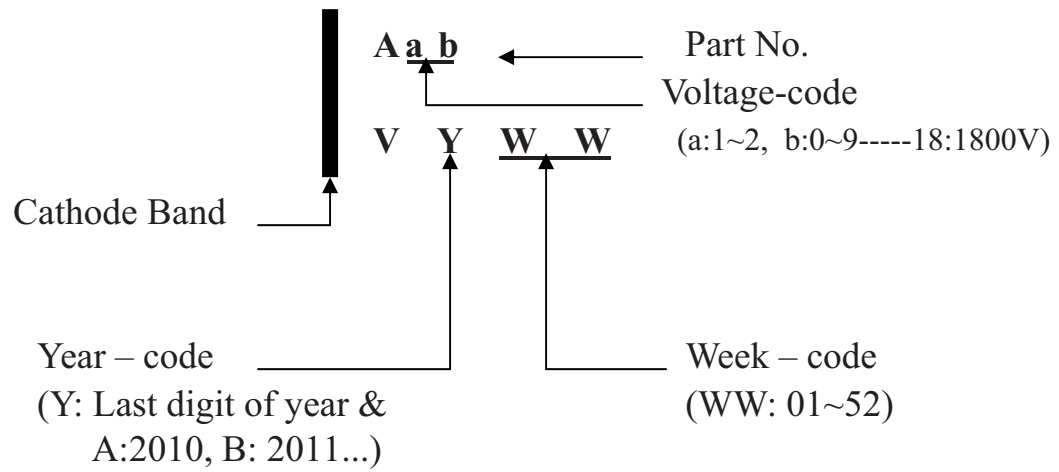 A a b Part No.
Voltage-code
V Y W W (a:1~2, b:0~9-----18:1800V)
Cathode Band
Year – code Week – code
(Y: Last digit of year & (WW: 01~52)
A:2010, B: 2011...)